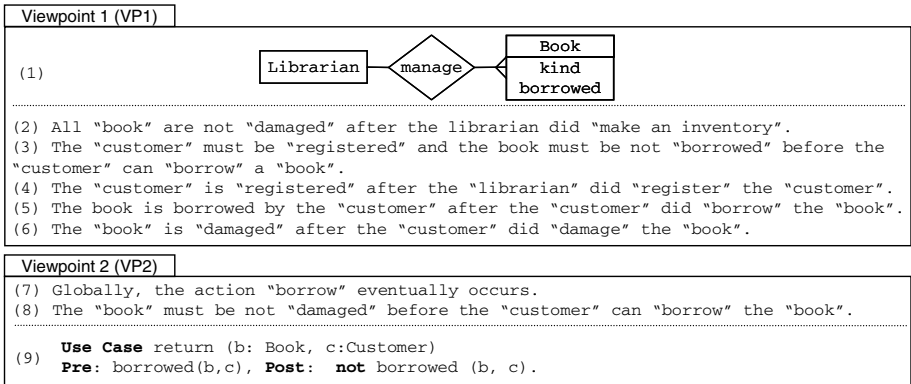 Viewpoint 1 (VP1)
(1)
Librarian
manage
Book
kind
borrowed
(2) All “book” are not “damaged” after the librarian did “make an inventory”.
(3) The “customer” must be “registered” and the book must be not “borrowed” before the
“customer” can “borrow” a “book”.
(4) The “customer” is “registered” after the “librarian” did “register” the “customer”.
(5) The book is borrowed by the “customer” after the “customer” did “borrow” the “book”.
(6) The “book” is “damaged” after the “customer” did “damage” the “book”.
Viewpoint 2 (VP2)
(7) Globally, the action “borrow” eventually occurs.
(8) The “book” must be not “damaged” before the “customer” can “borrow” the “book”.
(9)
Use Case return (b: Book, c:Customer)
Pre: borrowed(b,c), Post: not borrowed (b, c).